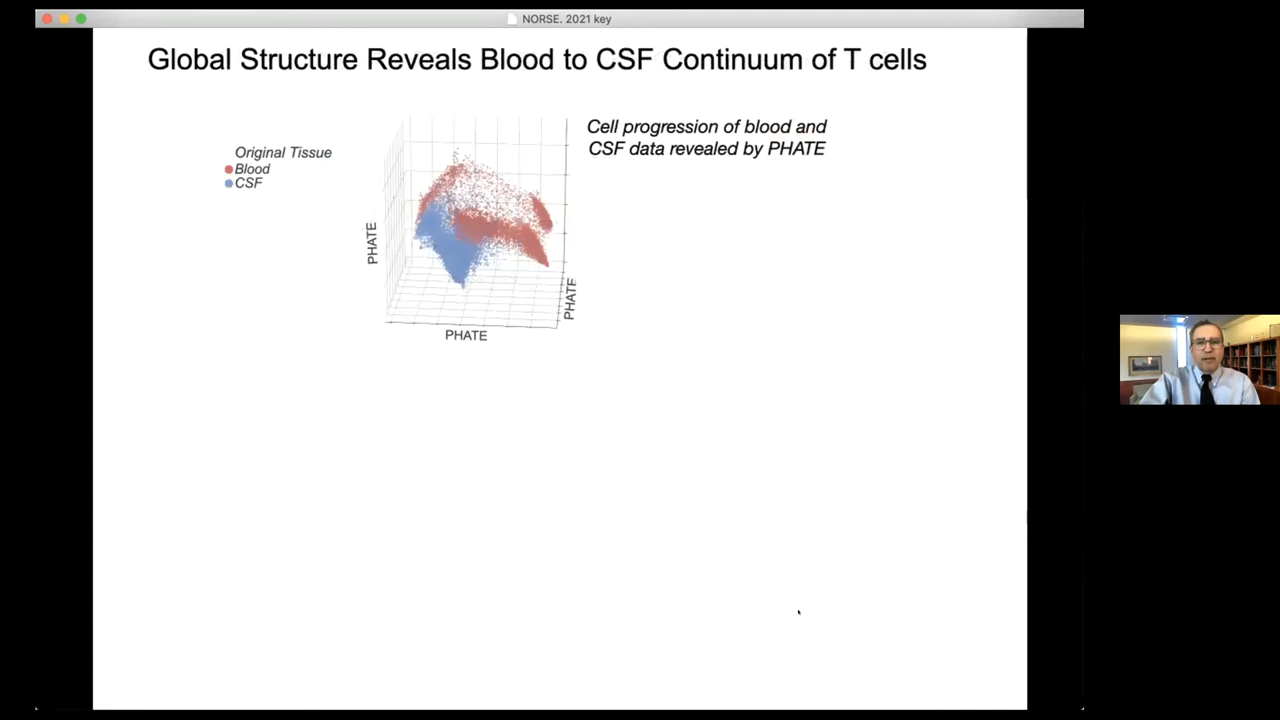 NORSE. 2021 key
Global Structure Reveals Blood to CSF Continuum of T cells
Cell progression of blood and
CSF data revealed by PHATE
Original Tissue
Blood
CSF
PHATE
PHATE
PHATE